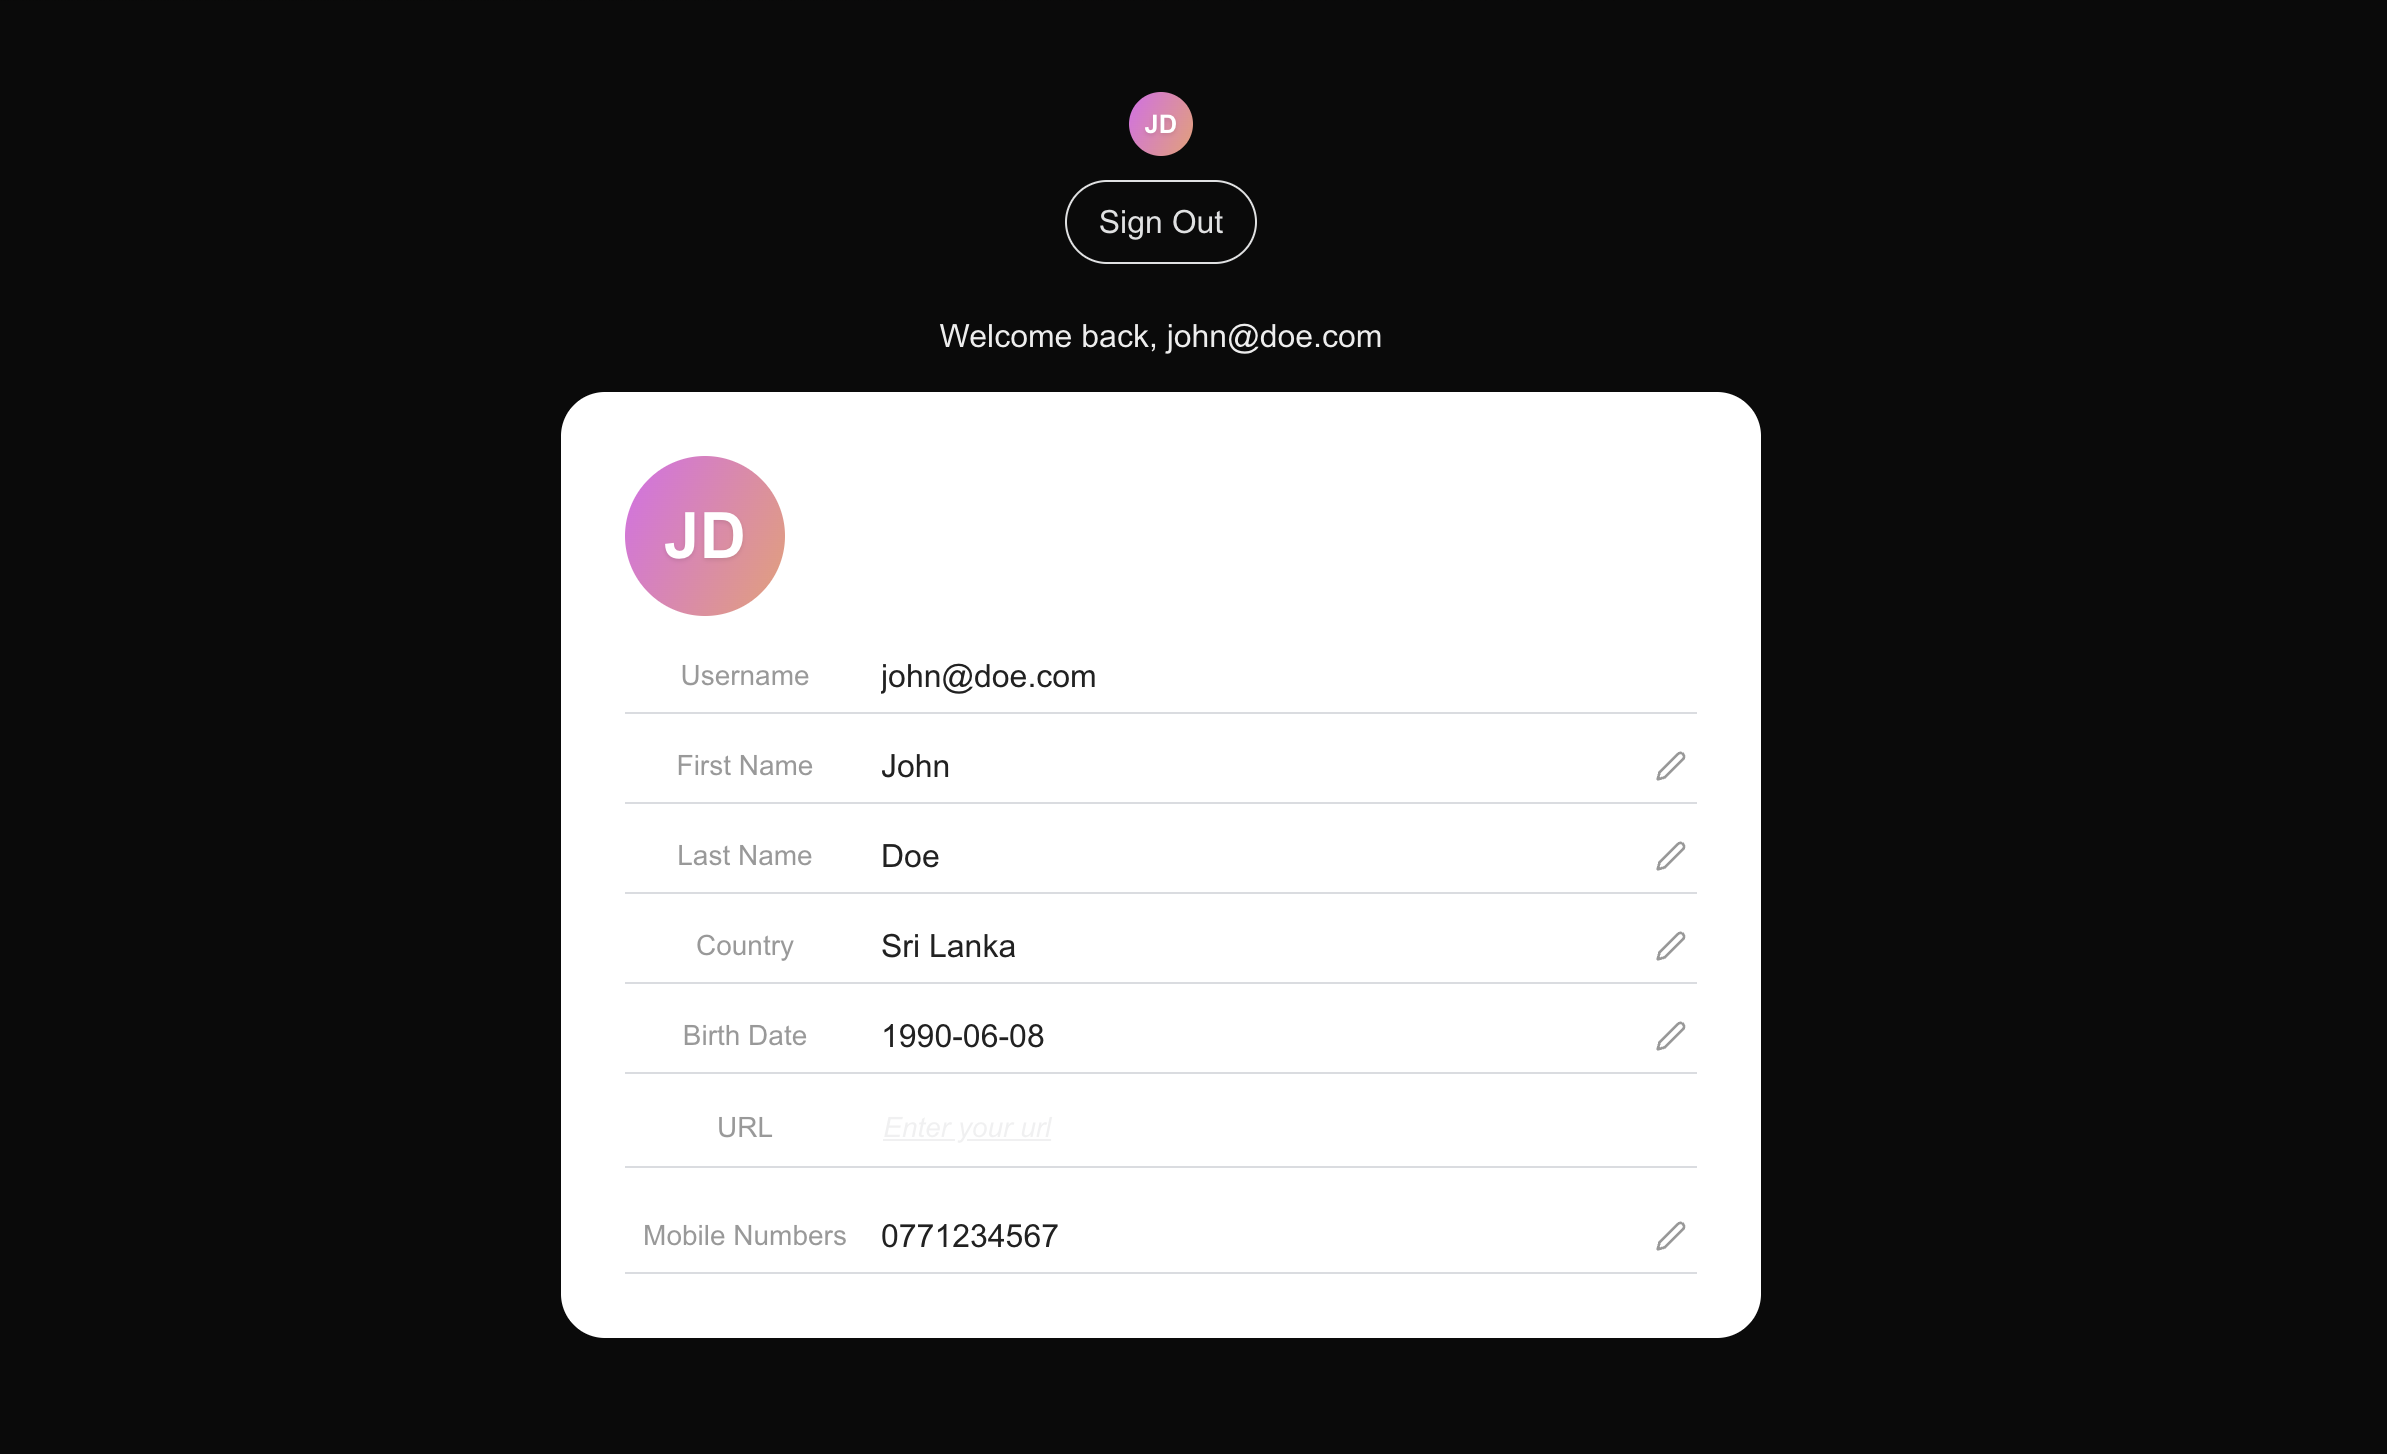 JD
Sign Out
Welcome back, john@doe.com
JD
Username john@doe.com
First Name John
Last Name Doe
Country Sri Lanka
Birth Date 1990-06-08
URL Enter your url
Mobile Numbers 0771234567